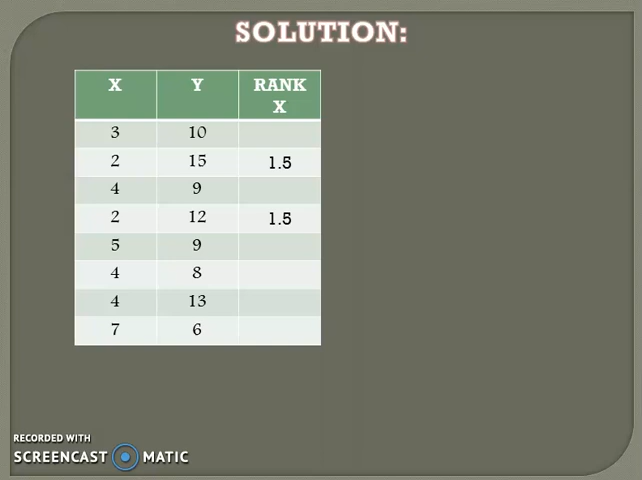 SOLUTION:
X Y RANK X
3 10
2 15 1.5
4 9
2 12 1.5
5 9
4 8
4 13
7 6
RECORDED WITH
SCREENCAST MATIC